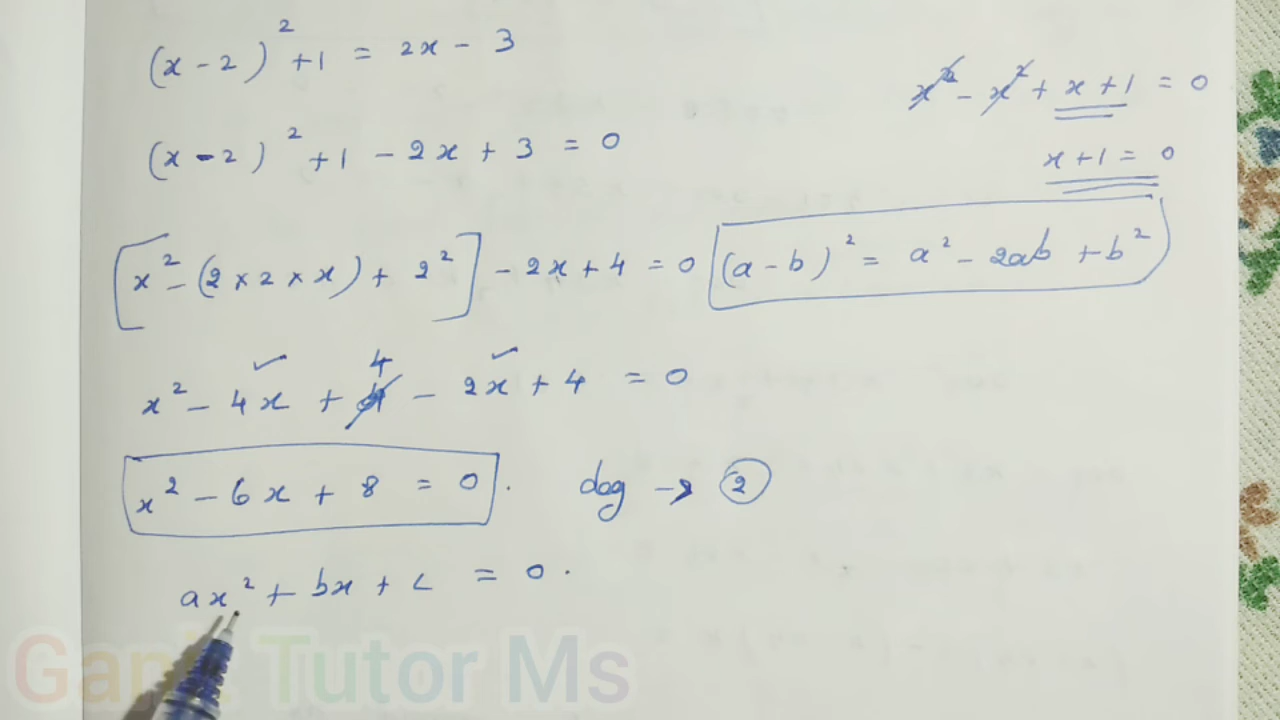 (x - 2)² + 1 = 2x - 3
(x - 2)² + 1 - 2x + 3 = 0
[x² - (2 × 2 × x) + 2²] - 2x + 4 = 0
x² - 4x + 4 - 2x + 4 = 0
x² - 6x + 8 = 0. deg → 2
ax² + bx + c = 0.
x² - x² + x + 1 = 0
x + 1 = 0
(a - b)² = a² - 2ab + b²
Ganit Tutor Ms